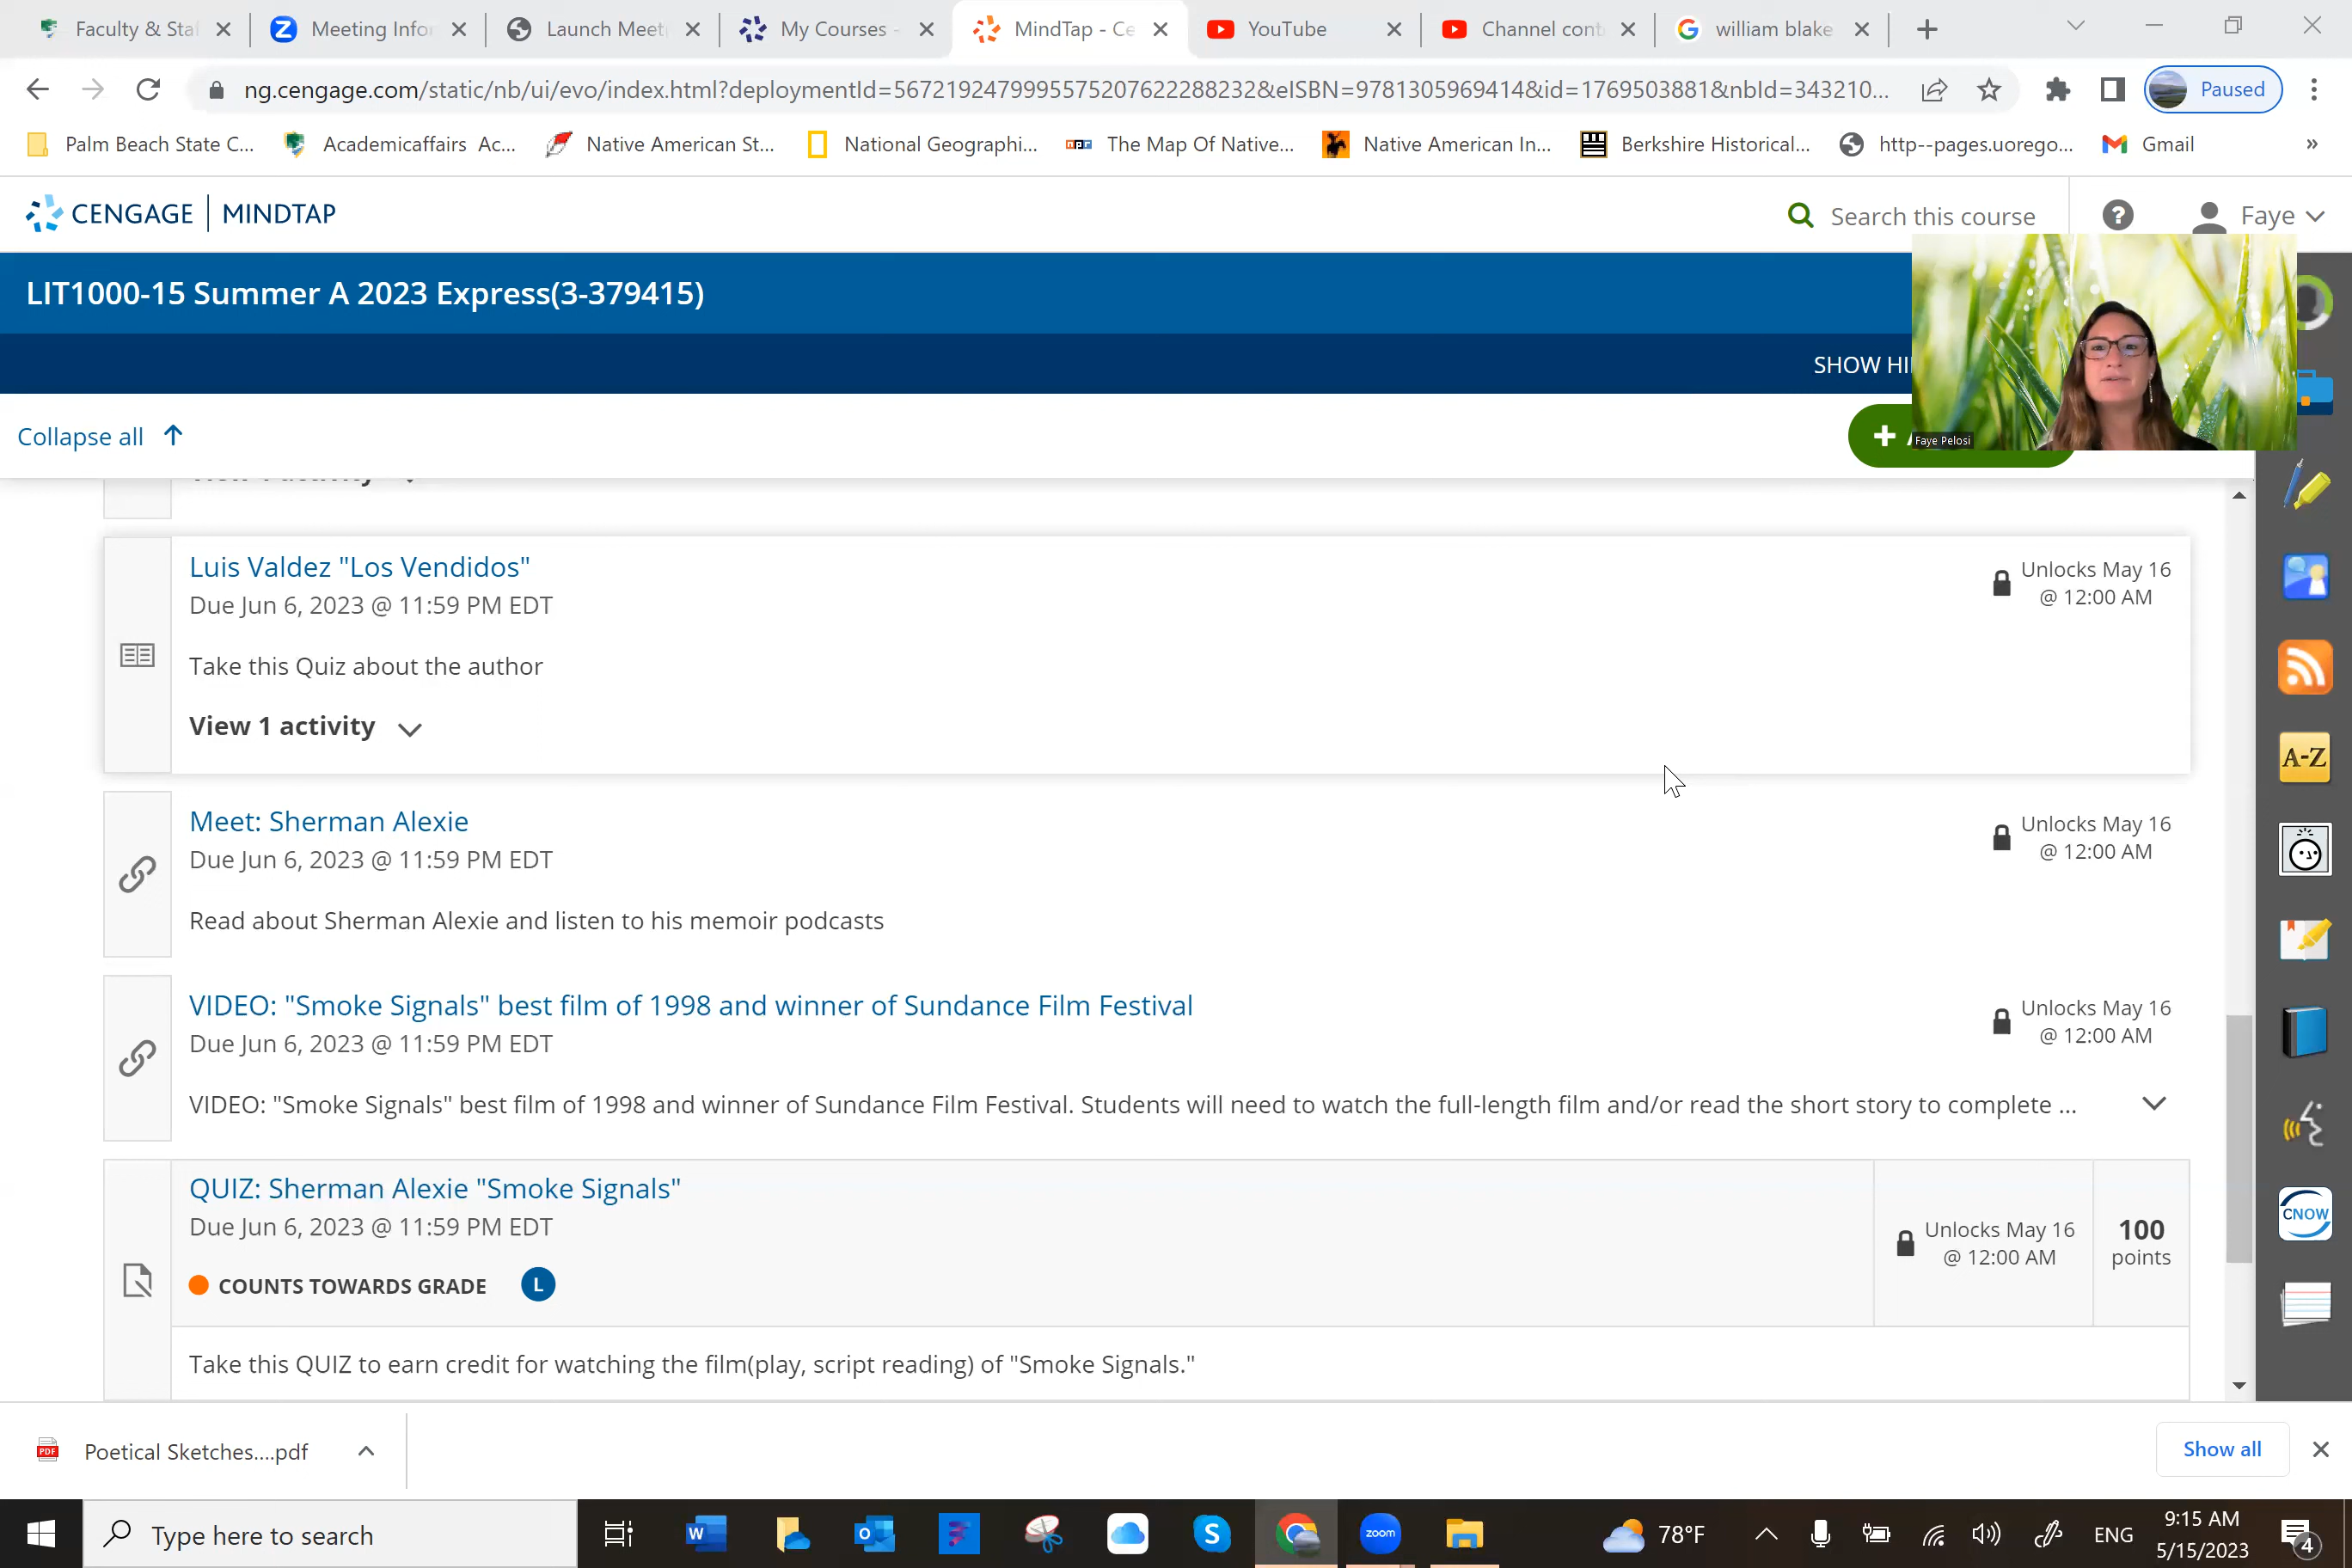 Faculty & Sta
Meeting Infor
Launch Meet
My Courses -
MindTap - Ce
YouTube
Channel cont
william blake
ng.cengage.com/static/nb/ui/evo/index.html?deploymentId=5672192479995575207622288232&eISBN=9781305969414&id=1769503881&nbId=343210...
Paused
Palm Beach State C...
Academicaffairs Ac...
Native American St...
National Geographi...
The Map Of Native...
Native American In...
Berkshire Historical...
http--pages.uorego...
Gmail
»
CENGAGE | MINDTAP
Search this course
Faye
LIT1000-15 Summer A 2023 Express(3-379415)
SHOW HI
Collapse all
Faye Pelosi
View 1 activity
Luis Valdez "Los Vendidos"
Due Jun 6, 2023 @ 11:59 PM EDT
Unlocks May 16
@ 12:00 AM
Take this Quiz about the author
View 1 activity
Meet: Sherman Alexie
Due Jun 6, 2023 @ 11:59 PM EDT
Unlocks May 16
@ 12:00 AM
Read about Sherman Alexie and listen to his memoir podcasts
VIDEO: "Smoke Signals" best film of 1998 and winner of Sundance Film Festival
Due Jun 6, 2023 @ 11:59 PM EDT
Unlocks May 16
@ 12:00 AM
VIDEO: "Smoke Signals" best film of 1998 and winner of Sundance Film Festival. Students will need to watch the full-length film and/or read the short story to complete ...
QUIZ: Sherman Alexie "Smoke Signals"
Due Jun 6, 2023 @ 11:59 PM EDT
COUNTS TOWARDS GRADE
L
Unlocks May 16
@ 12:00 AM
100
points
Take this QUIZ to earn credit for watching the film(play, script reading) of "Smoke Signals."
A-Z
CNOW
PDF
Poetical Sketches....pdf
Show all
Type here to search
zoom
78°F
ENG
9:15 AM
5/15/2023
4